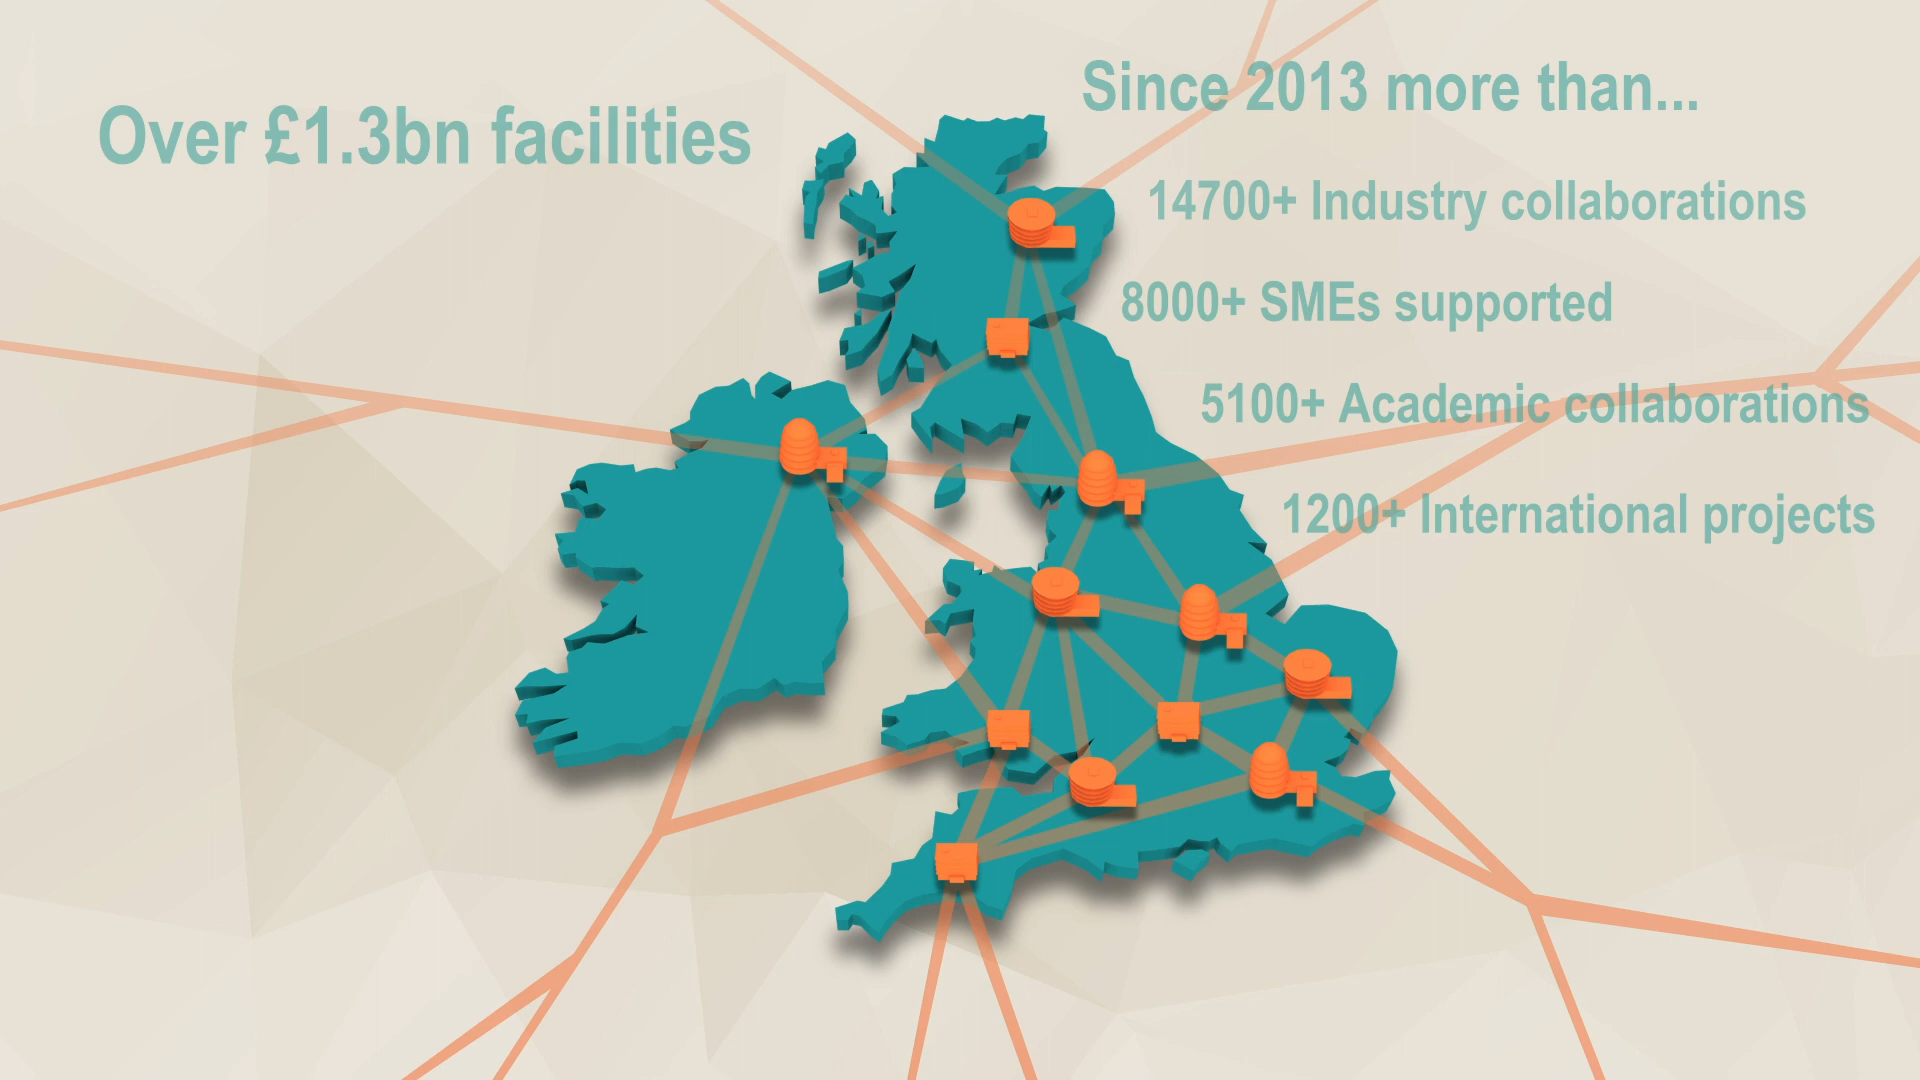 Over £1.3bn facilities
Since 2013 more than...
14700+ Industry collaborations
8000+ SMEs supported
5100+ Academic collaborations
1200+ International projects